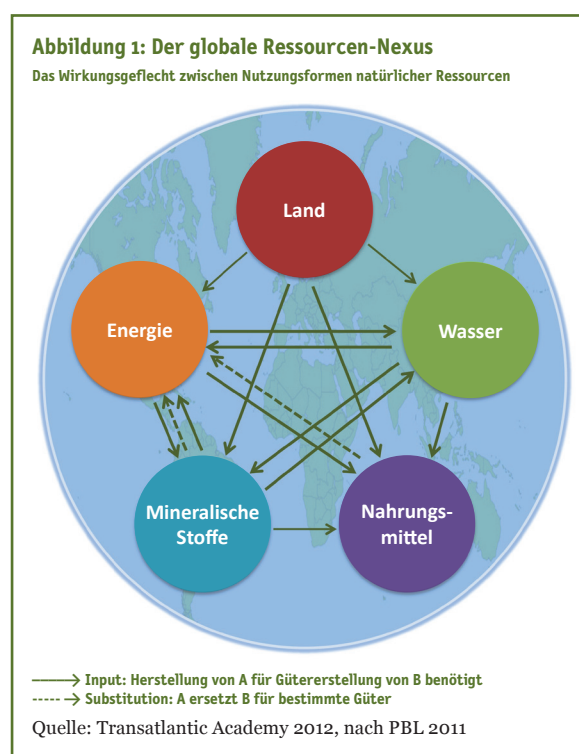 Abbildung 1: Der globale Ressourcen-Nexus
Das Wirkungsgeflecht zwischen Nutzungsformen natürlicher Ressourcen
Land
Energie
Wasser
Mineralische
Stoffe
Nahrungs-
mittel
Input: Herstellung von A für Gütererstellung von B benötigt
Substitution: A ersetzt B für bestimmte Güter
Quelle: Transatlantic Academy 2012, nach PBL 2011